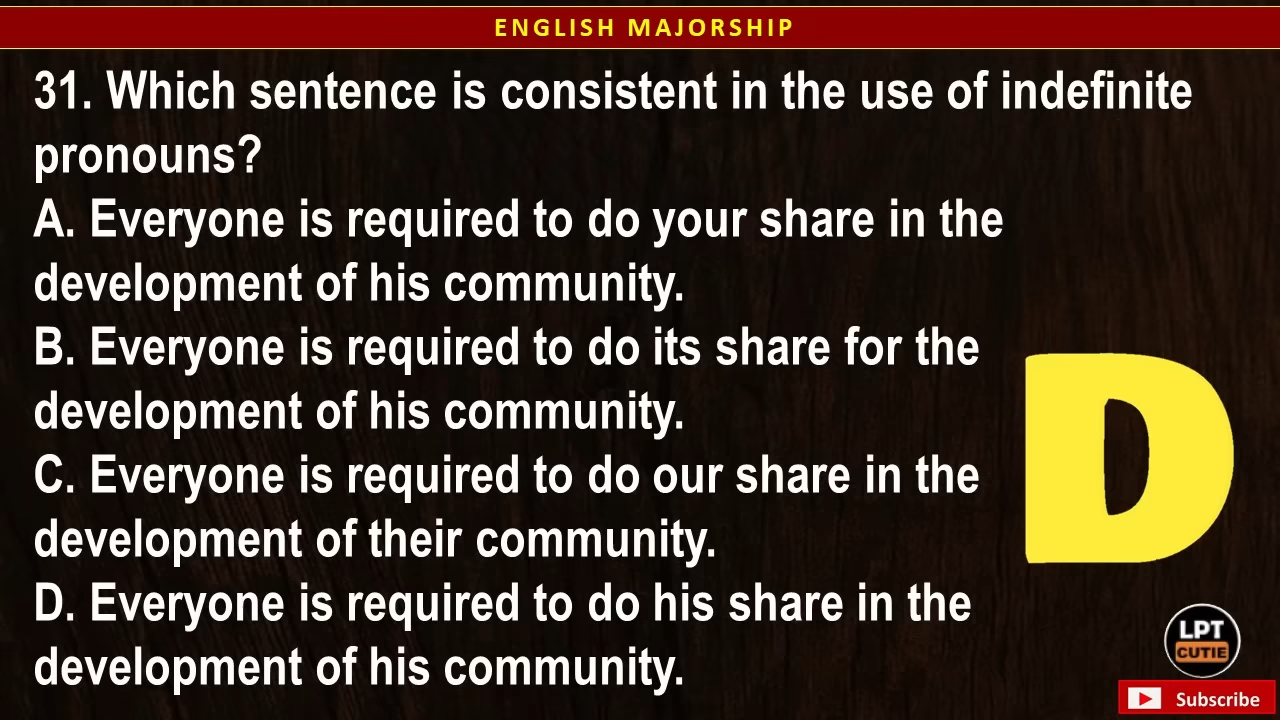 ENGLISH MAJORSHIP
31. Which sentence is consistent in the use of indefinite
pronouns?
A. Everyone is required to do your share in the
development of his community.
B. Everyone is required to do its share for the
development of his community.
C. Everyone is required to do our share in the
development of their community.
D. Everyone is required to do his share in the
development of his community.
D
LPT
CUTIE
Subscribe